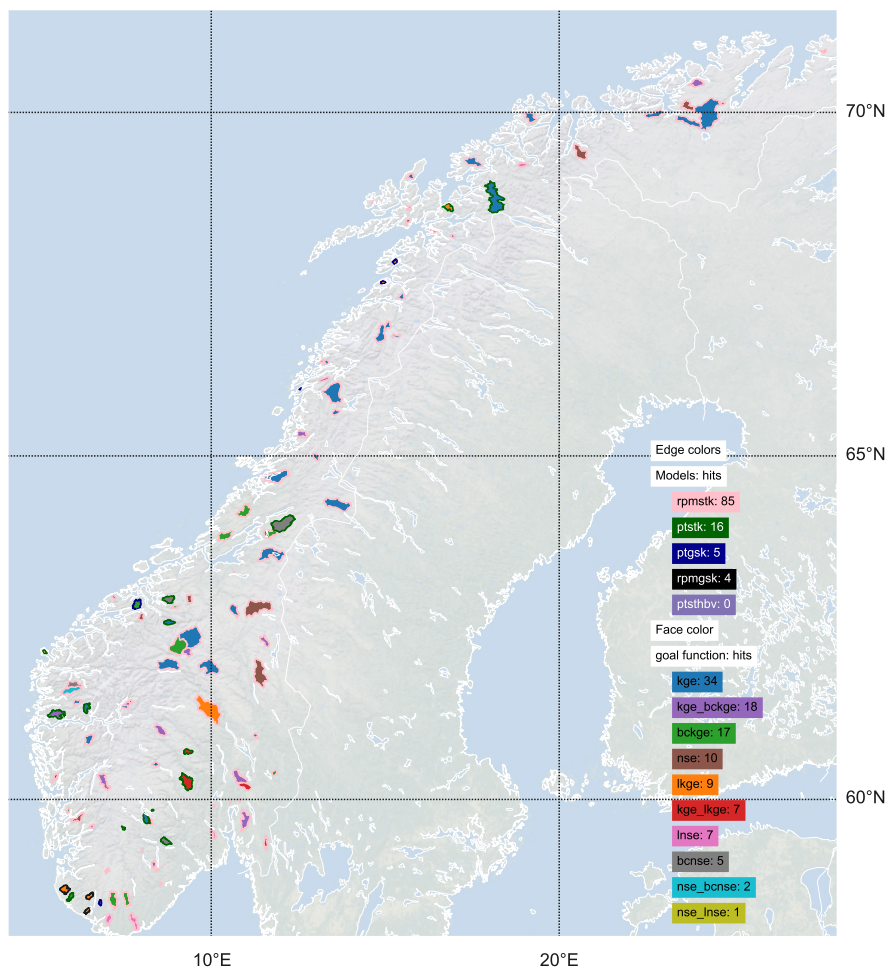 70°N
65°N
Edge colors
Models: hits
rpmstk: 85
ptstk: 16
ptgsk: 5
rpmgsk: 4
ptsthbv: 0
Face color
goal function: hits
kge: 34
kge_bckge: 18
bckge: 17
nse: 10
lkge: 9
60°N
kge_lkge: 7
lnse: 7
bcnse: 5
nse_bcnse: 2
nse_lnse: 1
10°E
20°E